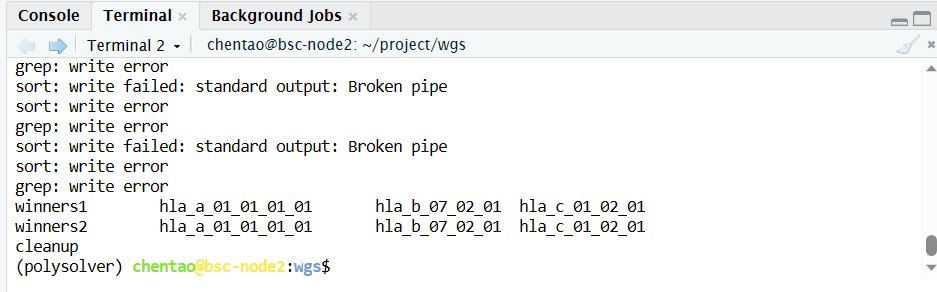 Console Terminal × Background Jobs ×
Terminal 2 chentao@bsc-node2: ~/project/wgs
grep: write error
sort: write failed: standard output: Broken pipe
sort: write error
grep: write error
sort: write failed: standard output: Broken pipe
sort: write error
grep: write error
winners1 hla_a_01_01_01_01 hla_b_07_02_01 hla_c_01_02_01
winners2 hla_a_01_01_01_01 hla_b_07_02_01 hla_c_01_02_01
cleanup
(polysolver) chentao@bsc-node2:wgs$